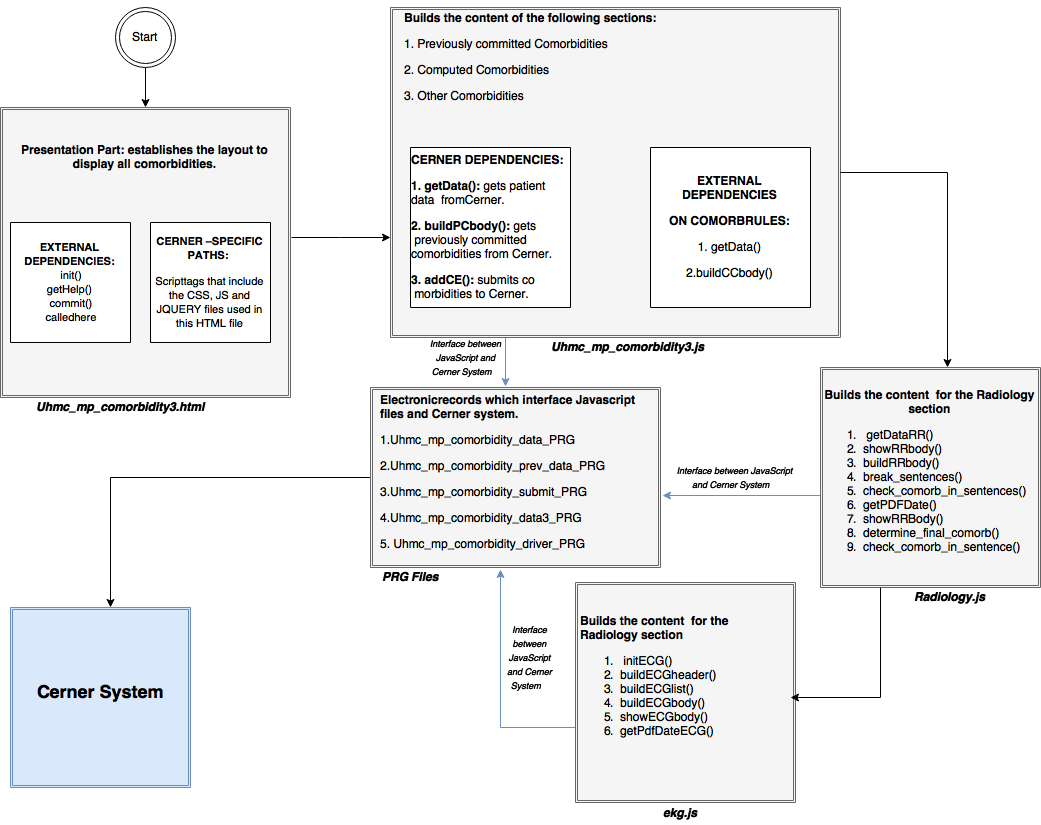 Start
Presentation Part: establishes the layout to
display all comorbidities.
EXTERNAL
DEPENDENCIES:
init()
getHelp()
commit()
calledhere
CERNER –SPECIFIC
PATHS:
Scripttags that include
the CSS, JS and
JQUERY files used in
this HTML file
Uhmc_mp_comorbidity3.html
Builds the content of the following sections:
1. Previously committed Comorbidities
2. Computed Comorbidities
3. Other Comorbidities
CERNER DEPENDENCIES:
1. getData(): gets patient
data fromCerner.
2. buildPCbody(): gets
previously committed
comorbidities from Cerner.
3. addCE(): submits co
morbidities to Cerner.
EXTERNAL
DEPENDENCIES
ON COMORBRULES:
1. getData()
2.buildCCbody()
Uhmc_mp_comorbidity3.js
Interface between
JavaScript and
Cerner System
Electronicrecords which interface Javascript
files and Cerner system.
1.Uhmc_mp_comorbidity_data_PRG
2.Uhmc_mp_comorbidity_prev_data_PRG
3.Uhmc_mp_comorbidity_submit_PRG
4.Uhmc_mp_comorbidity_data3_PRG
5. Uhmc_mp_comorbidity_driver_PRG
PRG Files
Interface between JavaScript
and Cerner System
Builds the content for the Radiology
section
1. getDataRR()
2. showRRbody()
3. buildRRbody()
4. break_sentences()
5. check_comorb_in_sentences()
6. getPDFDate()
7. showRRBody()
8. determine_final_comorb()
9. check_comorb_in_sentence()
Radiology.js
Interface
between
JavaScript
and Cerner
System
Builds the content for the
Radiology section
1. initECG()
2. buildECGheader()
3. buildECGlist()
4. buildECGbody()
5. showECGbody()
6. getPdfDateECG()
ekg.js
Cerner System